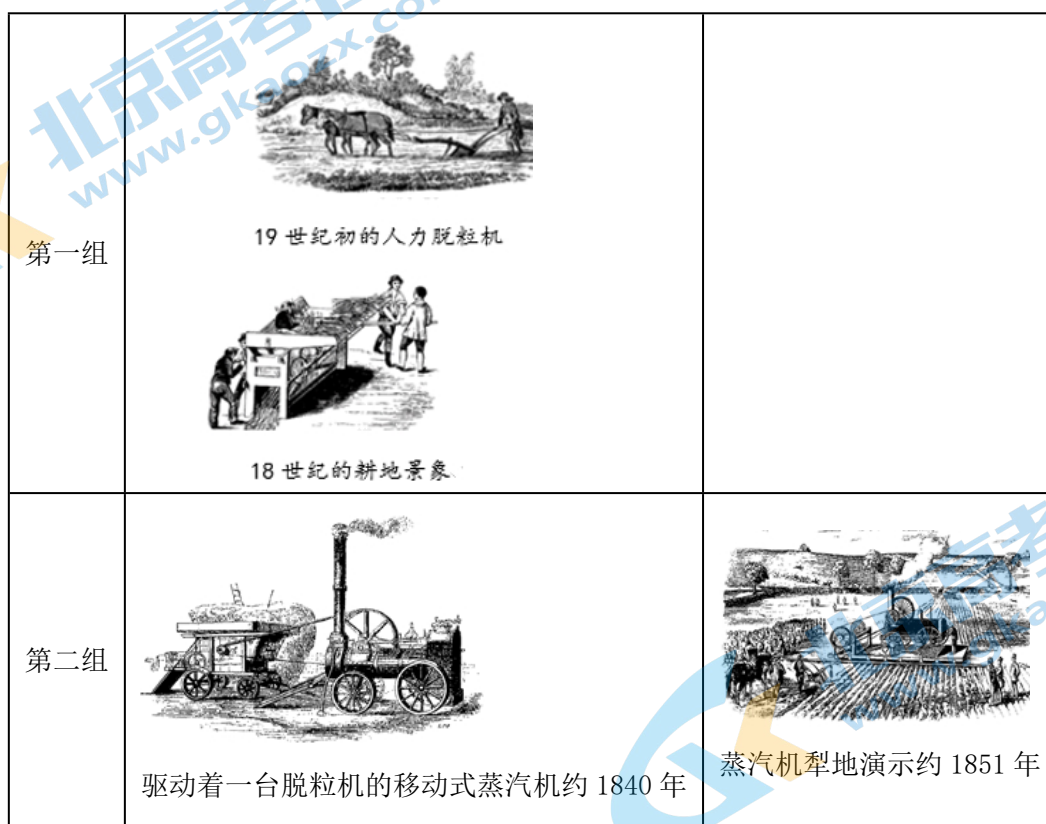 北京高考
www.gkaozx.com
第一组
19 世纪初的人力脱粒机
18 世纪的耕地景象
第二组
驱动着一台脱粒机的移动式蒸汽机约 1840 年
蒸汽机犁地演示约 1851 年